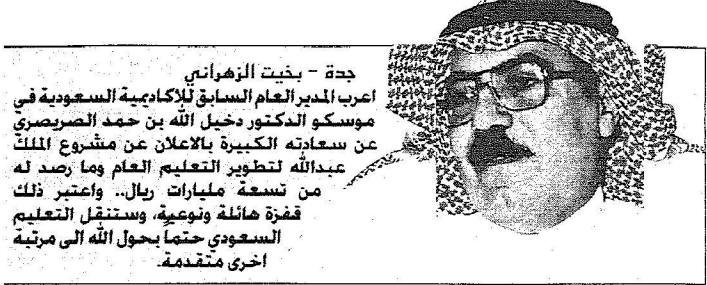 جدة - بخيت الزهراني
اعرب المدير العام السابق للأكاديمية السعودية في
موسكو الدكتور دخيل الله بن حمد الصريصري
عن سعادته الكبيرة بالاعلان عن مشروع الملك
عبدالله لتطوير التعليم العام وما رصد له
من تسعة مليارات ريال.. واعتبر ذلك
قفزة هائلة ونوعية، وستنقل التعليم
السعودي حتماً بحول الله الى مرتبة
اخرى متقدمة.